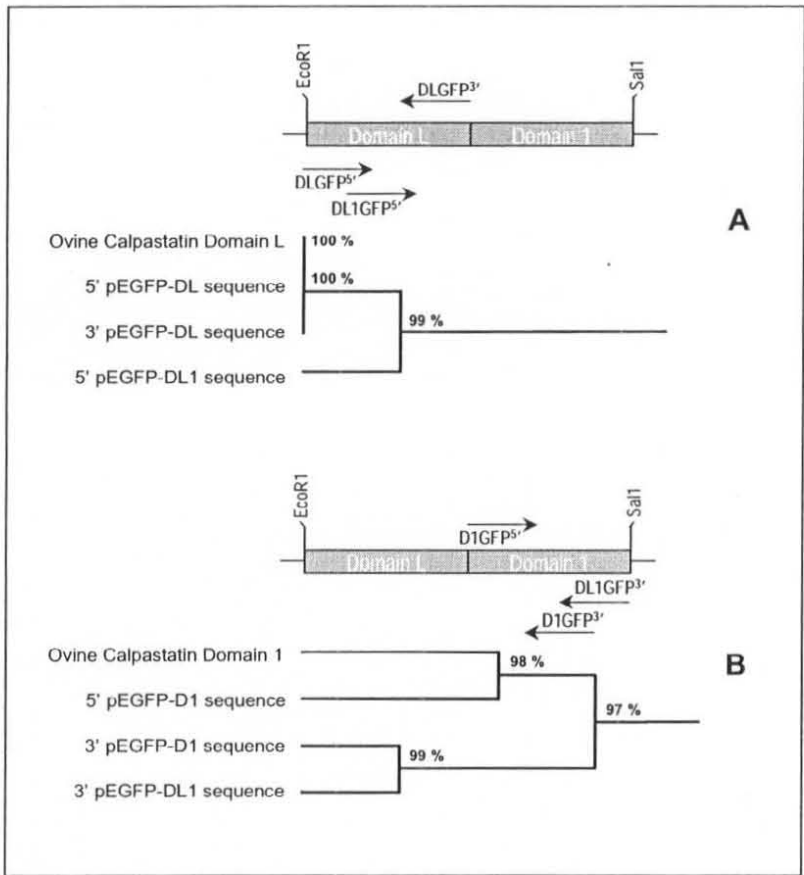 EcoR1
Sal1
DLGFP3'
Domain L
Domain 1
DLGFP5'
DL1GFP5'
A
Ovine Calpastatin Domain L
100 %
5' pEGFP-DL sequence
100 %
3' pEGFP-DL sequence
99 %
5' pEGFP-DL1 sequence
EcoR1
Sal1
D1GFP5'
Domain L
Domain 1
DL1GFP3'
D1GFP3'
Ovine Calpastatin Domain 1
98 %
B
5' pEGFP-D1 sequence
97 %
3' pEGFP-D1 sequence
99 %
3' pEGFP-DL1 sequence